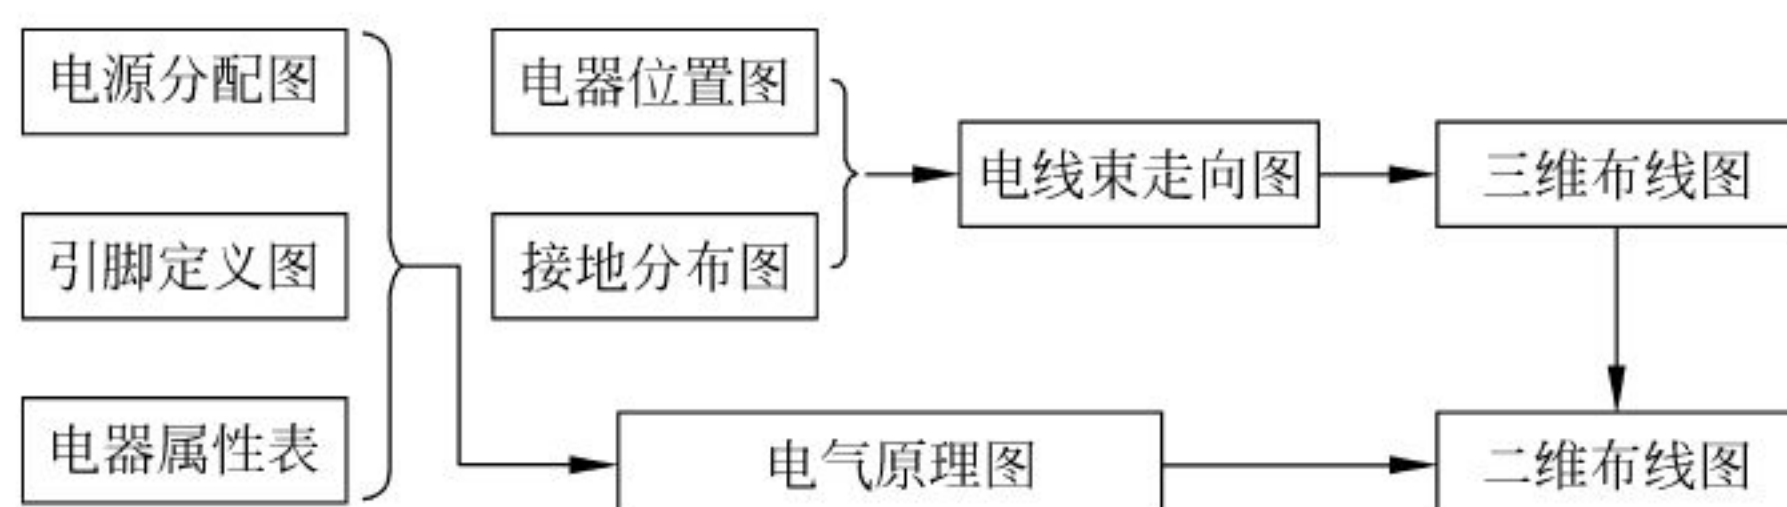 电源分配图
电器位置图
电线束走向图
三维布线图
引脚定义图
接地分布图
电器属性表
电气原理图
二维布线图